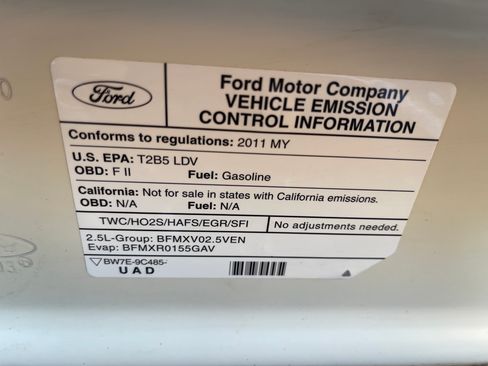 Ford
Ford Motor Company
VEHICLE EMISSION
CONTROL INFORMATION
Conforms to regulations: 2011 MY
U.S. EPA: T2B5 LDV
OBD: F II Fuel: Gasoline
California: Not for sale in states with California emissions.
OBD: N/A Fuel: N/A
TWC/HO2S/HAFS/EGR/SFI No adjustments needed.
2.5L-Group: BFMXV02.5VEN
Evap: BFMXR0155GAV
BW7E-9C485-
UAD